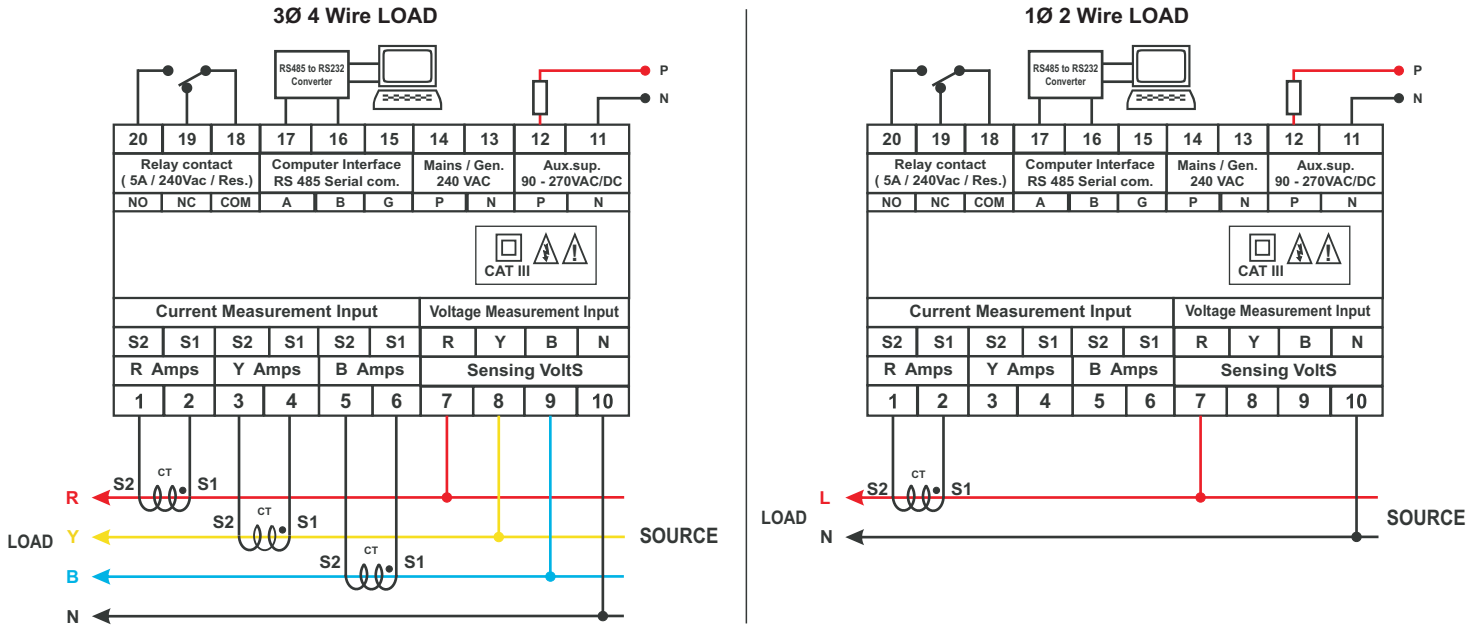 3Ø 4 Wire LOAD
RS485 to RS232
Converter
P
N
20 19 18 17 16 15 14 13 12 11
Relay contact Computer Interface Mains / Gen. Aux.sup.
( 5A / 240Vac / Res.) RS 485 Serial com. 240 VAC 90 - 270VAC/DC
NO NC COM A B G P N P N
CAT III
Current Measurement Input Voltage Measurement Input
S2 S1 S2 S1 S2 S1 R Y B N
R Amps Y Amps B Amps Sensing VoltS
1 2 3 4 5 6 7 8 9 10
S2 CT S1
R
S2 CT S1
LOAD Y SOURCE
S2 CT S1
B
N
1Ø 2 Wire LOAD
RS485 to RS232
Converter
P
N
20 19 18 17 16 15 14 13 12 11
Relay contact Computer Interface Mains / Gen. Aux.sup.
( 5A / 240Vac / Res.) RS 485 Serial com. 240 VAC 90 - 270VAC/DC
NO NC COM A B G P N P N
CAT III
Current Measurement Input Voltage Measurement Input
S2 S1 S2 S1 S2 S1 R Y B N
R Amps Y Amps B Amps Sensing VoltS
1 2 3 4 5 6 7 8 9 10
S2 CT S1
L
LOAD SOURCE
N